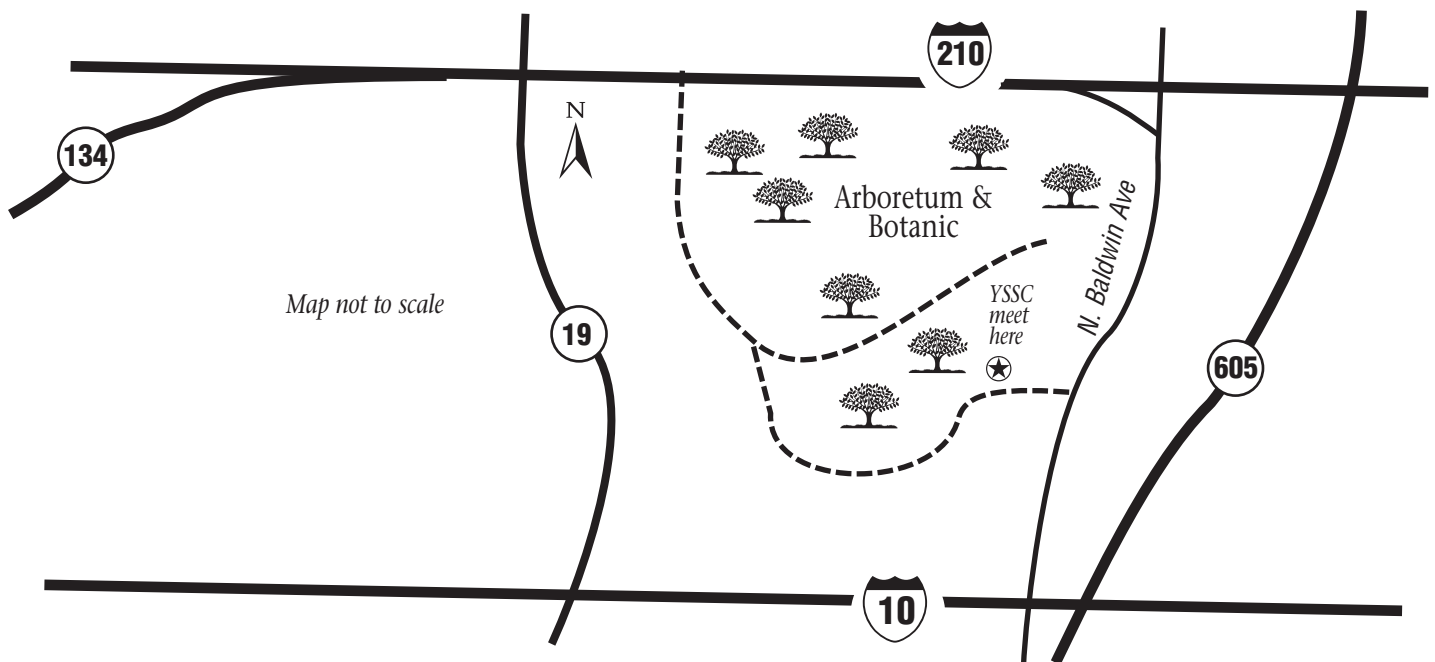 210
134
N
Arboretum &
Botanic
N. Baldwin Ave
YSSC
meet
here
Map not to scale
19
605
10